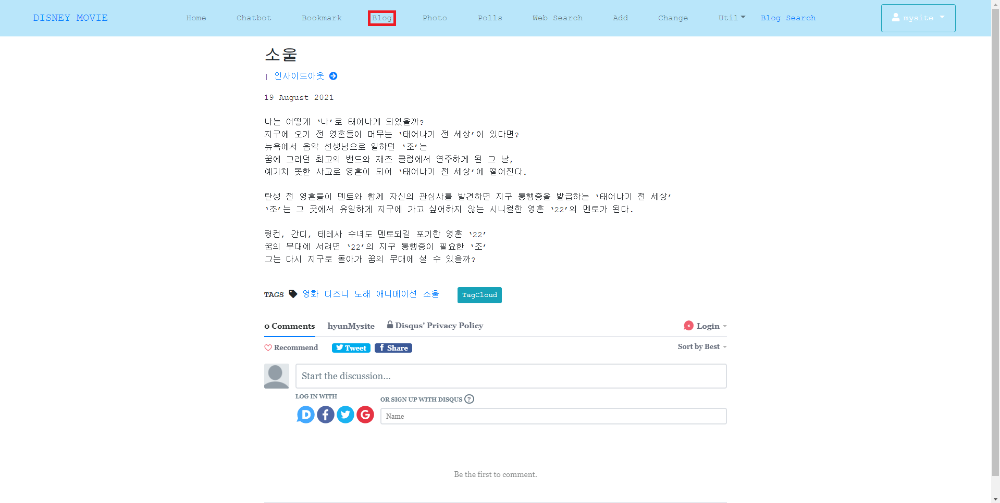 DISNEY MOVIE Home Chatbot Bookmark Blog Photo Polls Web Search Add Change Util Blog Search mysite
소울
| 인사이드아웃
19 August 2021
나는 어떻게 ‘나’로 태어나게 되었을까?
지구에 오기 전 영혼들이 머무는 ‘태어나기 전 세상’이 있다면?
뉴욕에서 음악 선생님으로 일하던 ‘조’는
꿈에 그리던 최고의 밴드와 재즈 클럽에서 연주하게 된 그 날,
예기치 못한 사고로 영혼이 되어 ‘태어나기 전 세상’에 떨어진다.
탄생 전 영혼들이 멘토와 함께 자신의 관심사를 발견하면 지구 통행증을 발급하는 ‘태어나기 전 세상’
‘조’는 그 곳에서 유일하게 지구에 가고 싶어하지 않는 시니컬한 영혼 ‘22’의 멘토가 된다.
링컨, 간디, 테레사 수녀도 멘토되길 포기한 영혼 ‘22’
꿈의 무대에 서려면 ‘22’의 지구 통행증이 필요한 ‘조’
그는 다시 지구로 돌아가 꿈의 무대에 설 수 있을까?
TAGS 영화 디즈니 노래 애니메이션 소울 TagCloud
0 Comments hyunMysite Disqus' Privacy Policy 1 Login
Recommend Tweet Share Sort by Best
Start the discussion...
LOG IN WITH OR SIGN UP WITH DISQUS ?
Name
Be the first to comment.